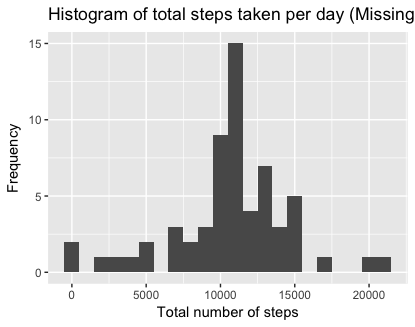 Histogram of total steps taken per day (Missing
15
10
5
0
Frequency
0 5000 10000 15000 20000
Total number of steps